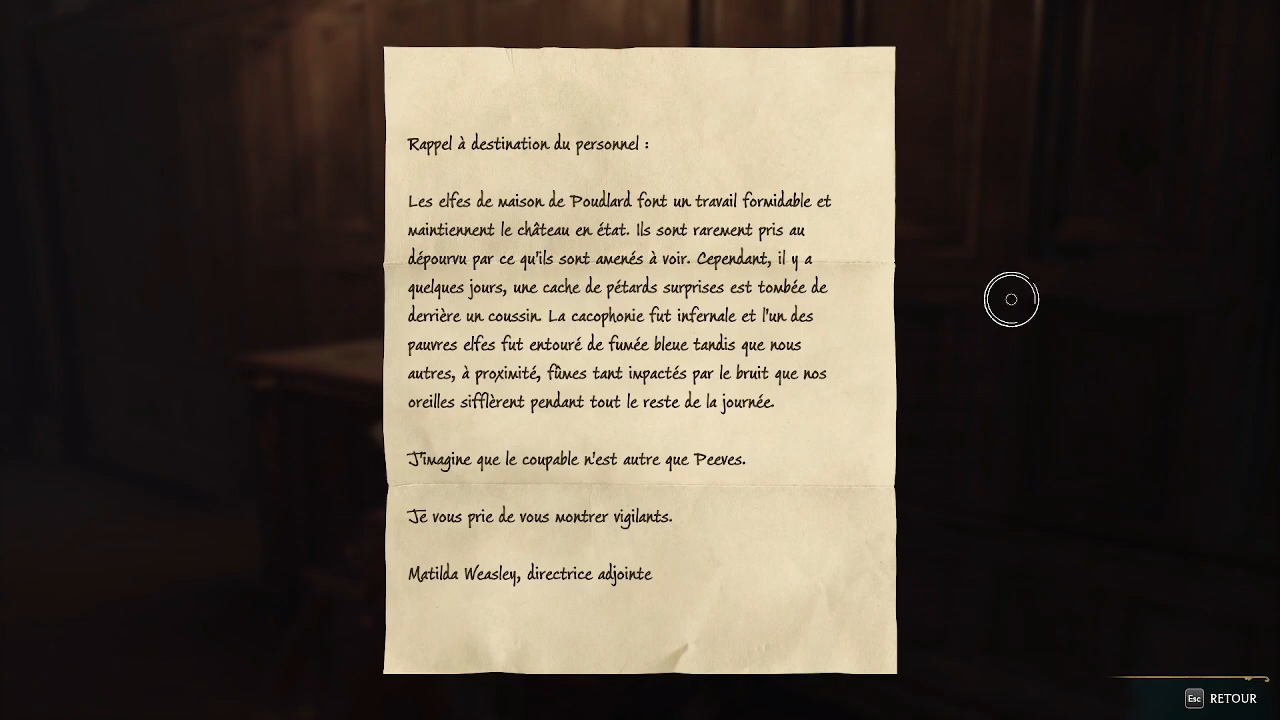 Rappel à destination du personnel :
Les elfes de maison de Poudlard font un travail formidable et
maintiennent le château en état. Ils sont rarement pris au
dépourvu par ce qu'ils sont amenés à voir. Cependant, il y a
quelques jours, une cache de pétards surprises est tombée de
derrière un coussin. La cacophonie fut infernale et l'un des
pauvres elfes fut entouré de fumée bleue tandis que nous
autres, à proximité, fûmes tant impactés par le bruit que nos
oreilles sifflèrent pendant tout le reste de la journée.
J'imagine que le coupable n'est autre que Peeves.
Je vous prie de vous montrer vigilants.
Matilda Weasley, directrice adjointe
Esc RETOUR